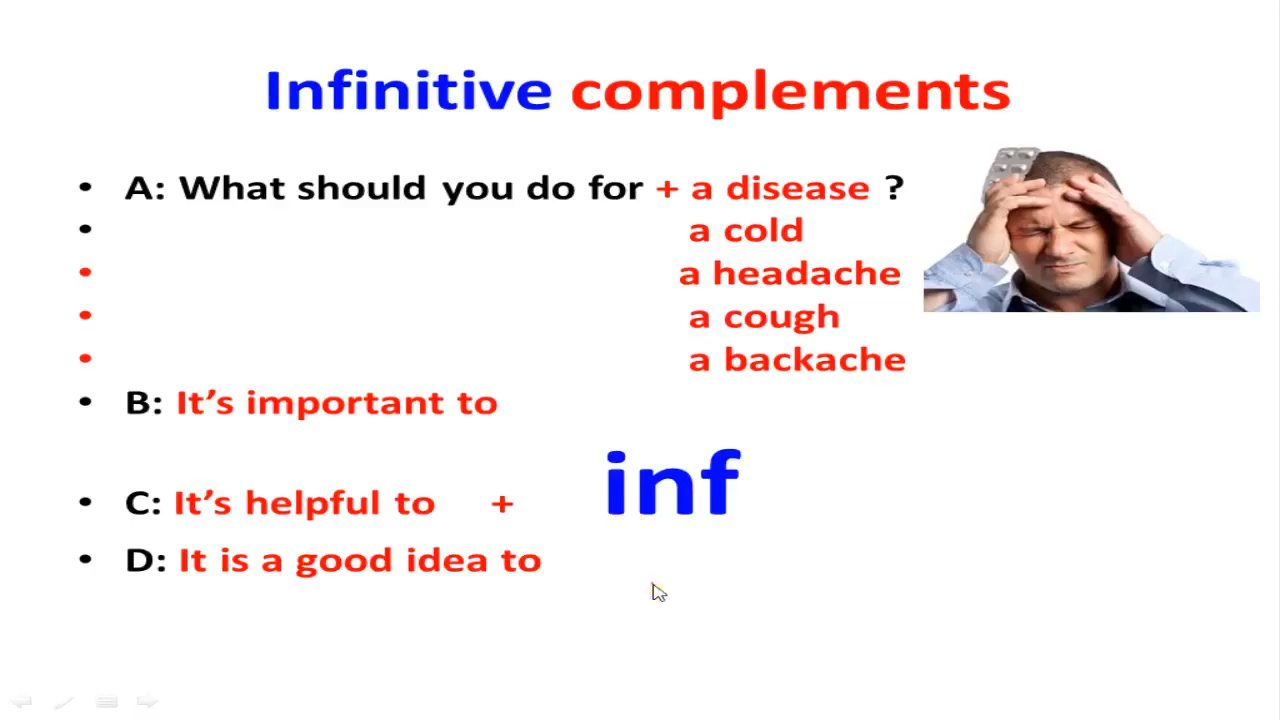 Infinitive complements
• A: What should you do for + a disease ?
• a cold
• a headache
• a cough
• a backache
• B: It’s important to
inf
• C: It’s helpful to +
• D: It is a good idea to